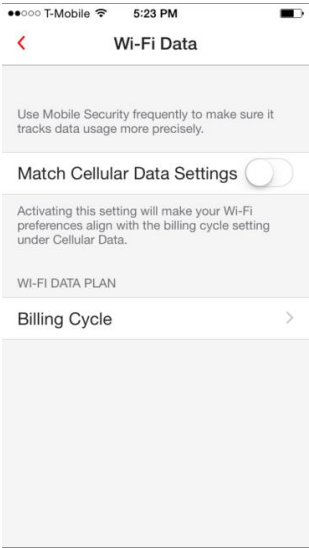 T-Mobile 5:23 PM
Wi-Fi Data
Use Mobile Security frequently to make sure it
tracks data usage more precisely.
Match Cellular Data Settings
Activating this setting will make your Wi-Fi
preferences align with the billing cycle setting
under Cellular Data.
WI-FI DATA PLAN
Billing Cycle